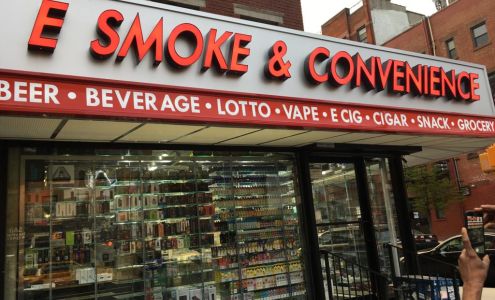 E SMOKE & CONVENIENCE
BEER • BEVERAGE • LOTTO • VAPE • E CIG • CIGAR • SNACK • GROCERY